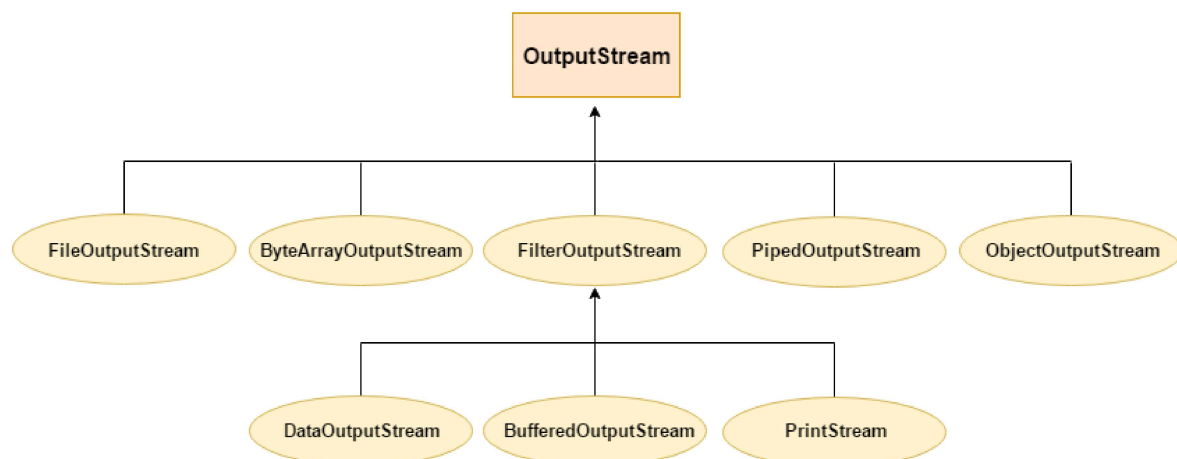 OutputStream
FileOutputStream
ByteArrayOutputStream
FilterOutputStream
PipedOutputStream
ObjectOutputStream
DataOutputStream
BufferedOutputStream
PrintStream